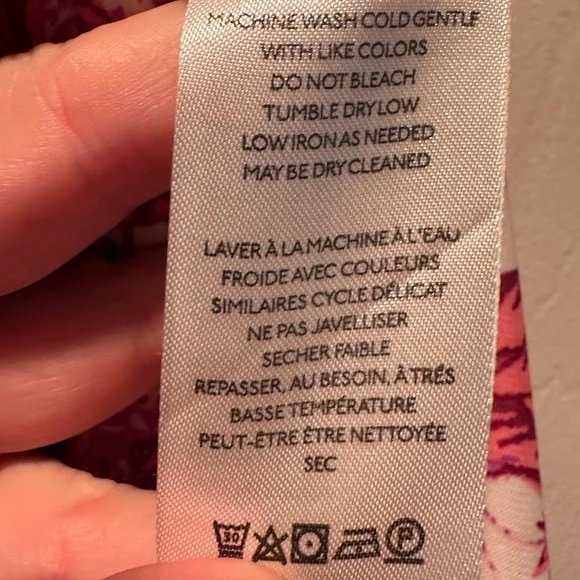 MACHINE WASH COLD GENTLE
WITH LIKE COLORS
DO NOT BLEACH
TUMBLE DRY LOW
LOW IRON AS NEEDED
MAY BE DRY CLEANED
LAVER À LA MACHINE À L'EAU
FROIDE AVEC COULEURS
SIMILAIRES CYCLE DÉLICAT
NE PAS JAVELLISER
SECHER FAIBLE
REPASSER, AU BESOIN, À TRÉS
BASSE TEMPÉRATURE
PEUT-ÊTRE ÊTRE NETTOYÉE
SEC
30 P